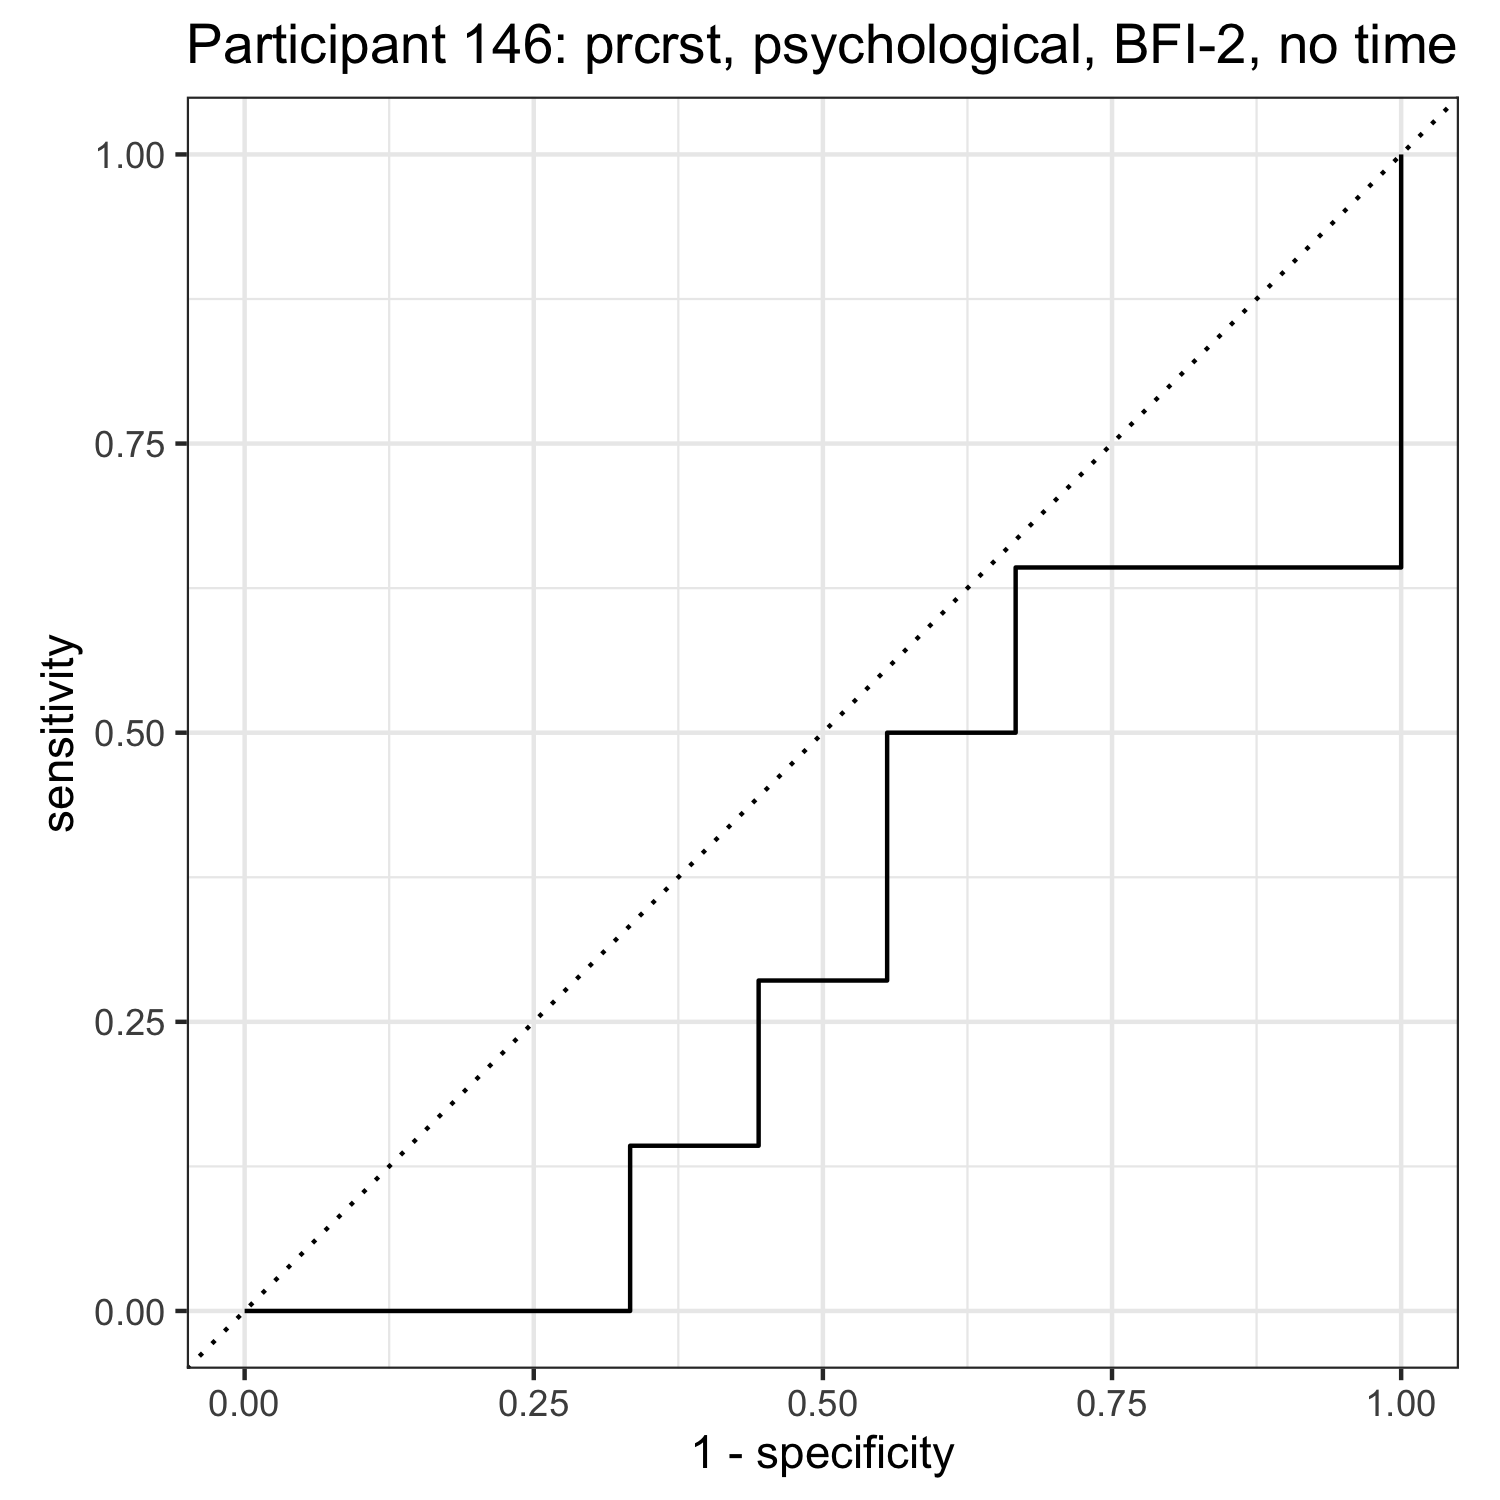 Participant 146: prcrst, psychological, BFI-2, no time
1.00
0.75
0.50
0.25
0.00
sensitivity
0.00 0.25 0.50 0.75 1.00
1 - specificity